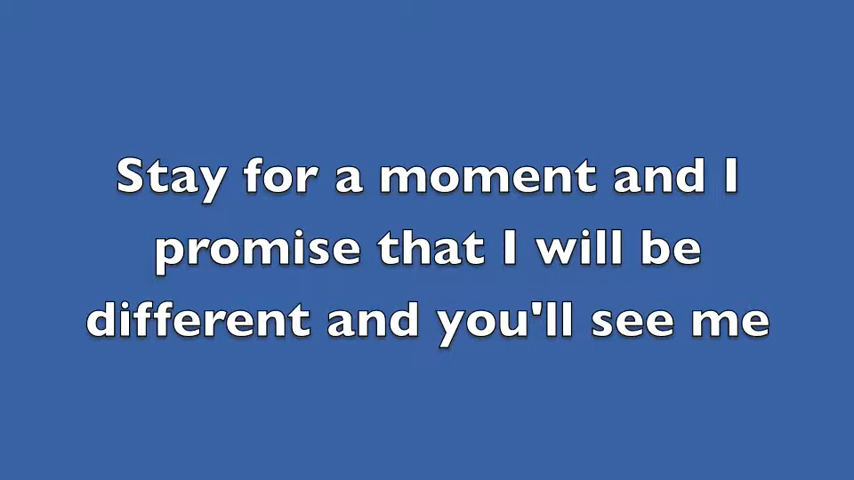 Stay for a moment and I
promise that I will be
different and you'll see me